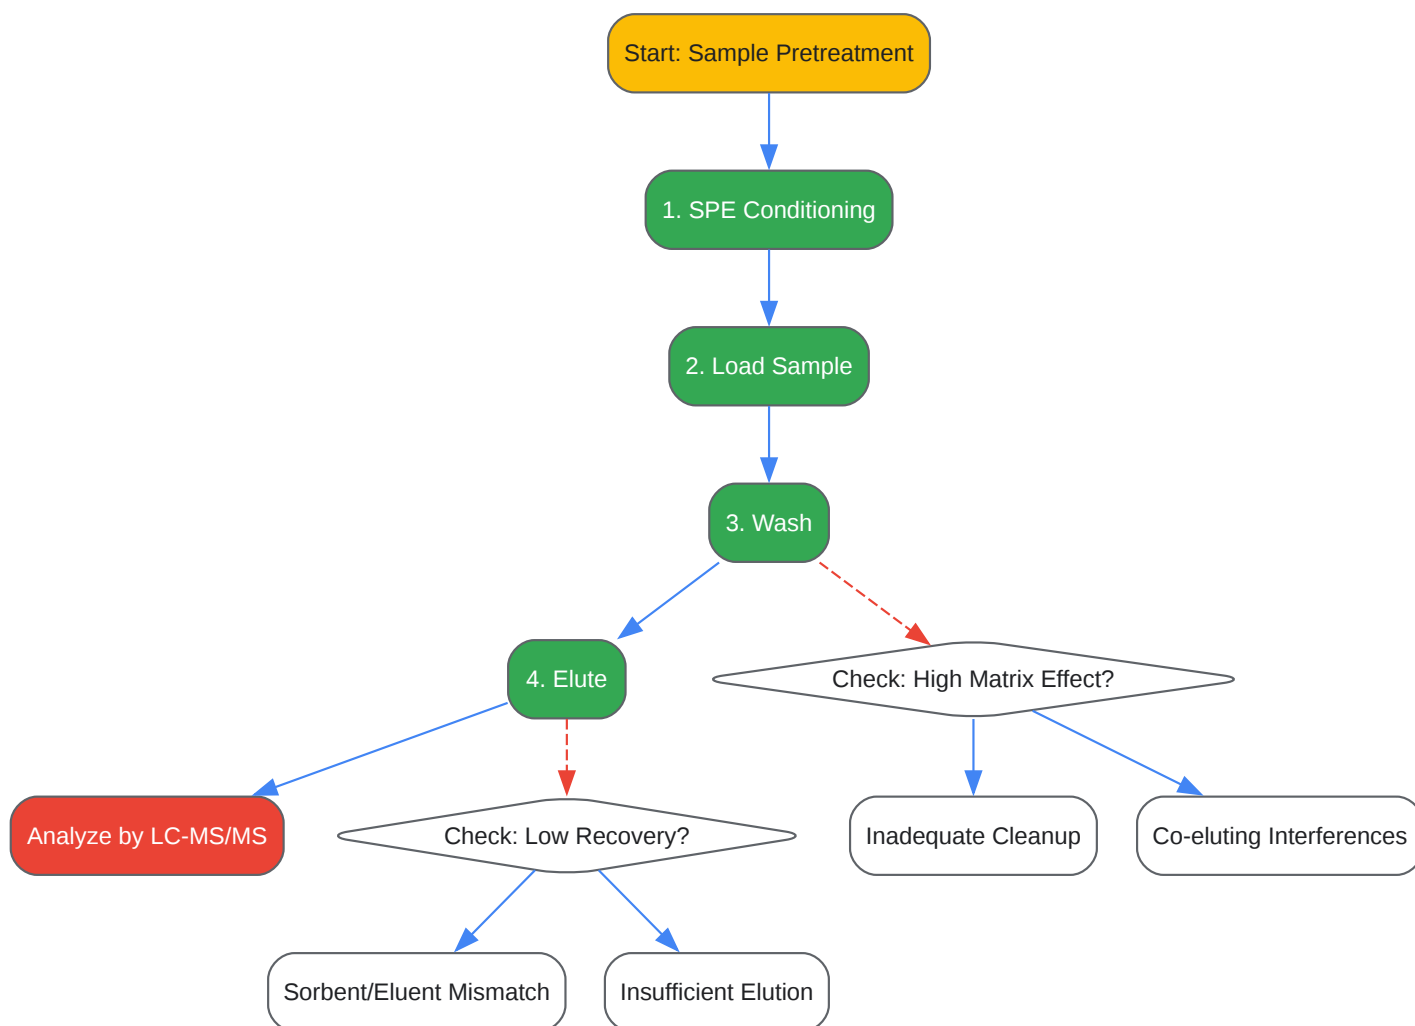 Start: Sample Pretreatment
1. SPE Conditioning
2. Load Sample
3. Wash
4. Elute
Check: High Matrix Effect?
Analyze by LC-MS/MS
Check: Low Recovery?
Inadequate Cleanup
Co-eluting Interferences
Sorbent/Eluent Mismatch
Insufficient Elution